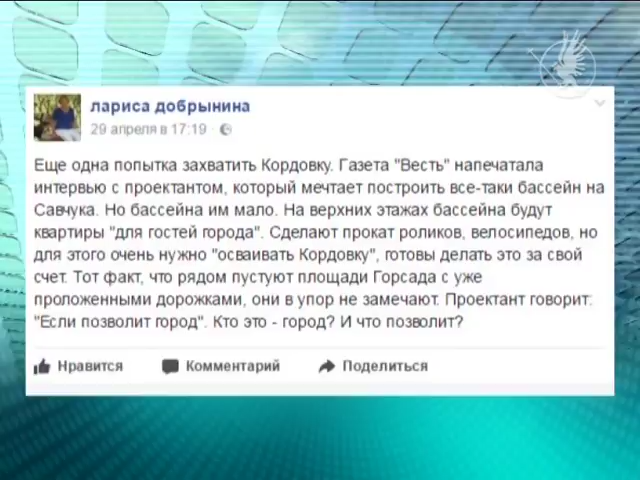 лариса добрынина
29 апреля в 17:19 ·
Еще одна попытка захватить Кордовку. Газета "Весть" напечатала
интервью с проектантом, который мечтает построить все-таки бассейн на
Савчука. Но бассейна им мало. На верхних этажах бассейна будут
квартиры "для гостей города". Сделают прокат роликов, велосипедов, но
для этого очень нужно "осваивать Кордовку", готовы делать это за свой
счет. Тот факт, что рядом пустуют площади Горсада с уже
проложенными дорожками, они в упор не замечают. Проектант говорит:
"Если позволит город". Кто это - город? И что позволит?
Нравится Комментарий Поделиться